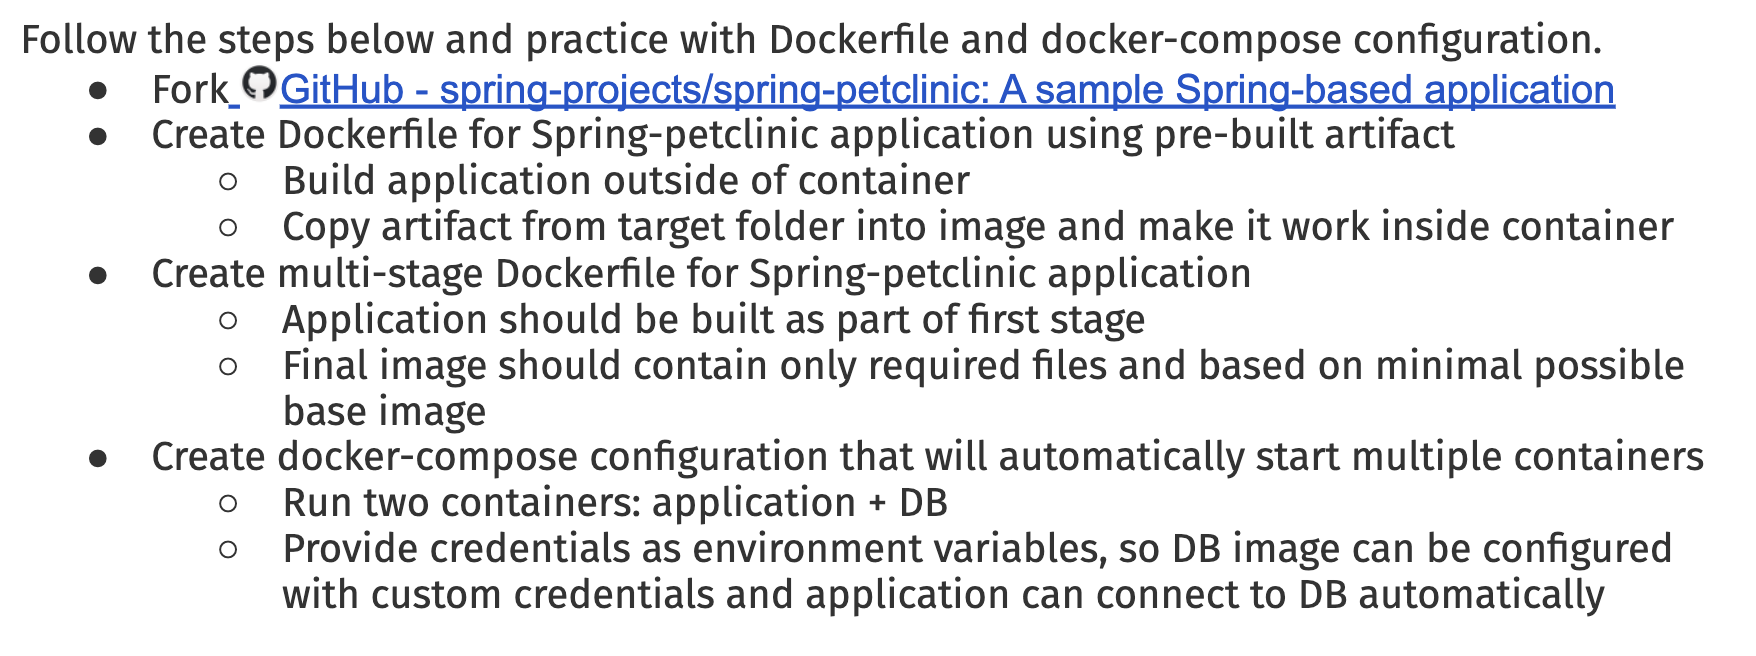 Follow the steps below and practice with Dockerfile and docker-compose configuration.
● Fork GitHub - spring-projects/spring-petclinic: A sample Spring-based application
● Create Dockerfile for Spring-petclinic application using pre-built artifact
○ Build application outside of container
○ Copy artifact from target folder into image and make it work inside container
● Create multi-stage Dockerfile for Spring-petclinic application
○ Application should be built as part of first stage
○ Final image should contain only required files and based on minimal possible
base image
● Create docker-compose configuration that will automatically start multiple containers
○ Run two containers: application + DB
○ Provide credentials as environment variables, so DB image can be configured
with custom credentials and application can connect to DB automatically